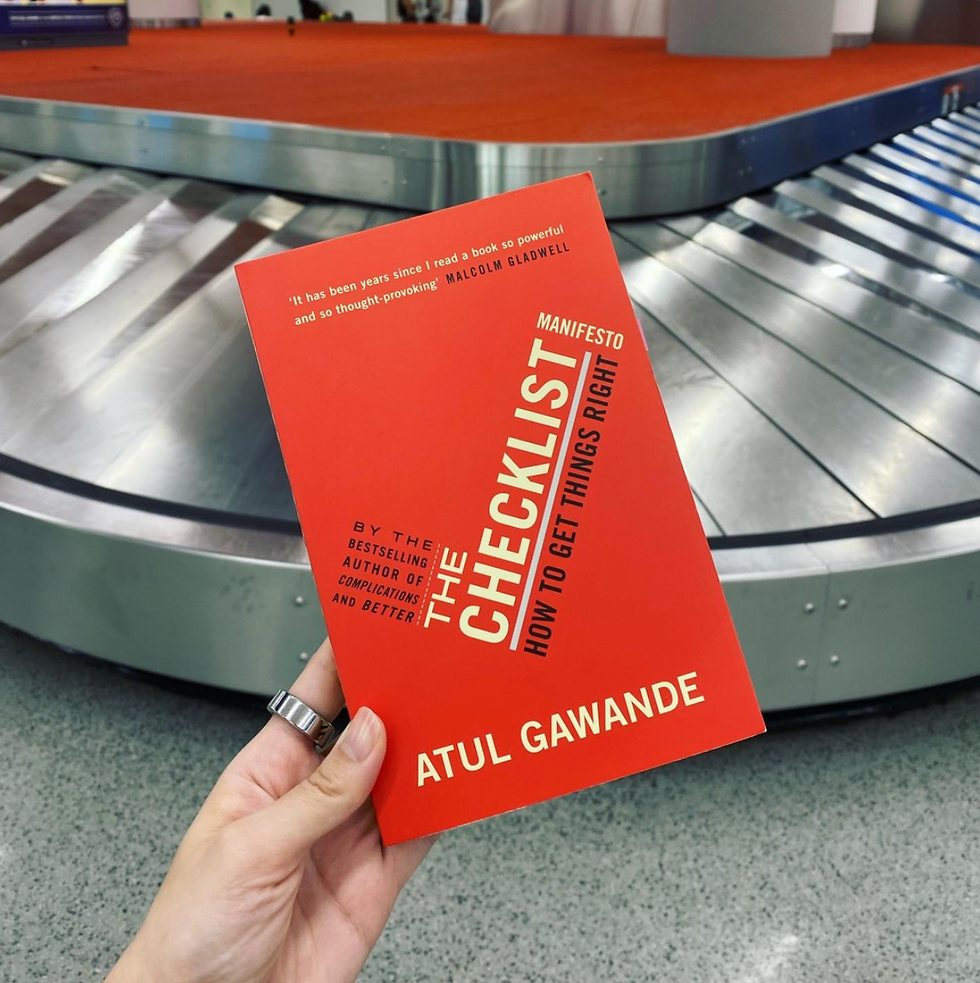 ‘It has been years since I read a book so powerful
and so thought-provoking’ MALCOLM GLADWELL
MANIFESTO
THE
CHECKLIST
HOW TO GET THINGS RIGHT
BY THE
BESTSELLING
AUTHOR OF
COMPLICATIONS
AND BETTER
ATUL GAWANDE